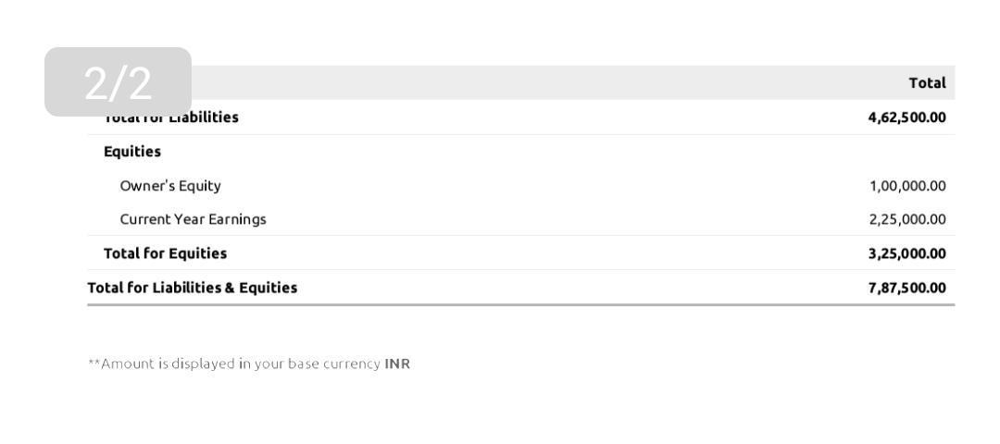 2/2
Total
Total for Liabilities 4,62,500.00
Equities
Owner's Equity 1,00,000.00
Current Year Earnings 2,25,000.00
Total for Equities 3,25,000.00
Total for Liabilities & Equities 7,87,500.00
**Amount is displayed in your base currency INR